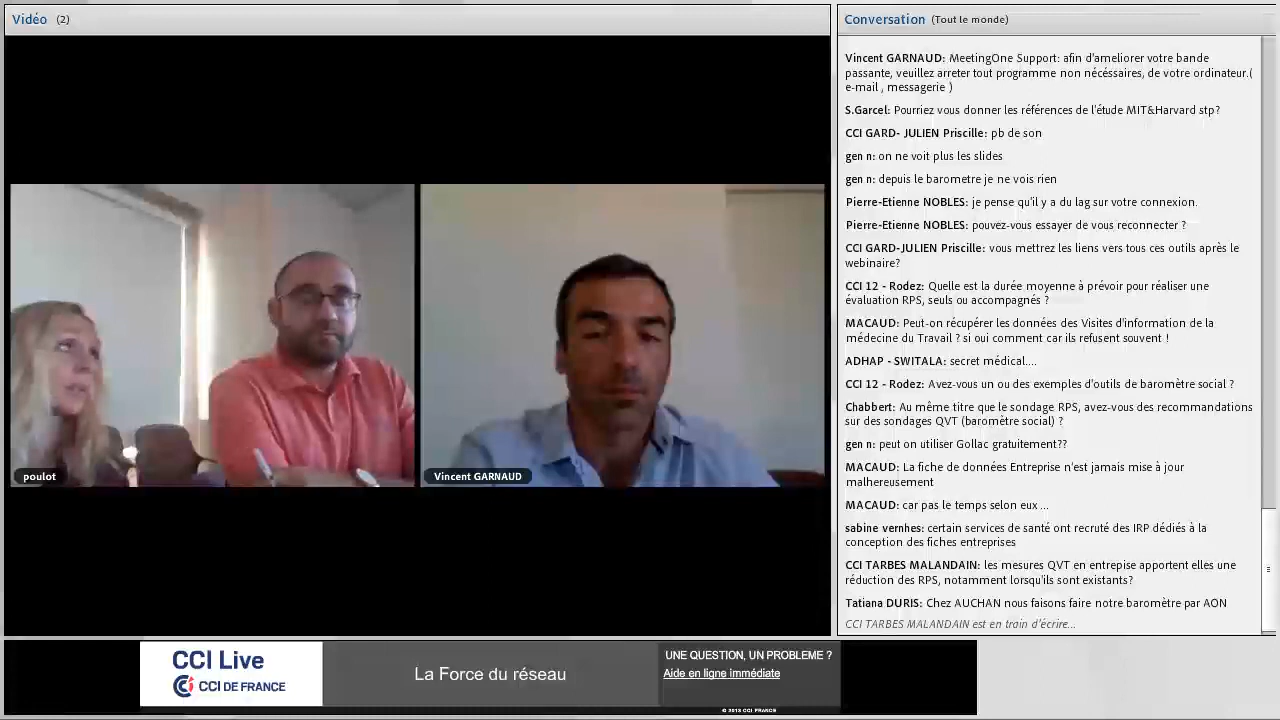 Vidéo (2)
poulot
Vincent GARNAUD
Conversation (Tout le monde)
Vincent GARNAUD: MeetingOne Support: afin d'ameliorer votre bande
passante, veuillez arreter tout programme non nécéssaires, de votre ordinateur.(
e-mail , messagerie )
S.Garcel: Pourriez vous donner les références de l'étude MIT&Harvard stp?
CCI GARD- JULIEN Priscille: pb de son
gen n: on ne voit plus les slides
gen n: depuis le barometre je ne vois rien
Pierre-Etienne NOBLES: je pense qu'il y a du lag sur votre connexion.
Pierre-Etienne NOBLES: pouvez-vous essayer de vous reconnecter ?
CCI GARD-JULIEN Priscille: vous mettrez les liens vers tous ces outils après le
webinaire?
CCI 12 - Rodez: Quelle est la durée moyenne à prévoir pour réaliser une
évaluation RPS, seuls ou accompagnés ?
MACAUD: Peut-on récupérer les données des Visites d'information de la
médecine du Travail ? si oui comment car ils refusent souvent !
ADHAP - SWITALA: secret médical....
CCI 12 - Rodez: Avez-vous un ou des exemples d'outils de baromètre social ?
Chabbert: Au même titre que le sondage RPS, avez-vous des recommandations
sur des sondages QVT (baromètre social) ?
gen n: peut on utiliser Gollac gratuitement??
MACAUD: La fiche de données Entreprise n'est jamais mise à jour
malhereusement
MACAUD: car pas le temps selon eux ...
sabine vernhes: certain services de santé ont recruté des IRP dédiés à la
conception des fiches entreprises
CCI TARBES MALANDAIN: les mesures QVT en entrepise apportent elles une
réduction des RPS, notamment lorsqu'ils sont existants?
Tatiana DURIS: Chez AUCHAN nous faisons faire notre baromètre par AON
CCI TARBES MALANDAIN est en train d'écrire...
CCI Live
CCI DE FRANCE
La Force du réseau
UNE QUESTION, UN PROBLEME ?
Aide en ligne immédiate
© 2013 CCI FRANCE